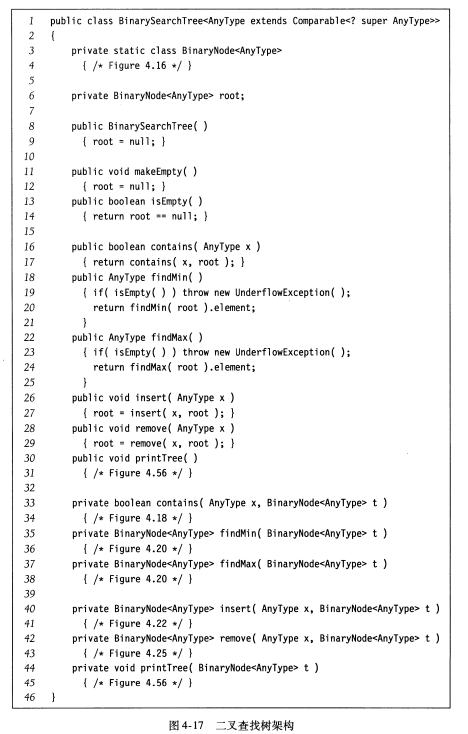 1 public class BinarySearchTree<AnyType extends Comparable<? super AnyType>>
2 {
3 private static class BinaryNode<AnyType>
4 { /* Figure 4.16 */ }
5
6 private BinaryNode<AnyType> root;
7
8 public BinarySearchTree( )
9 { root = null; }
10
11 public void makeEmpty( )
12 { root = null; }
13 public boolean isEmpty( )
14 { return root == null; }
15
16 public boolean contains( AnyType x )
17 { return contains( x, root ); }
18 public AnyType findMin( )
19 { if( isEmpty( ) ) throw new UnderflowException( );
20 return findMin( root ).element;
21 }
22 public AnyType findMax( )
23 { if( isEmpty( ) ) throw new UnderflowException( );
24 return findMax( root ).element;
25 }
26 public void insert( AnyType x )
27 { root = insert( x, root ); }
28 public void remove( AnyType x )
29 { root = remove( x, root ); }
30 public void printTree( )
31 { /* Figure 4.56 */ }
32
33 private boolean contains( AnyType x, BinaryNode<AnyType> t )
34 { /* Figure 4.18 */ }
35 private BinaryNode<AnyType> findMin( BinaryNode<AnyType> t )
36 { /* Figure 4.20 */ }
37 private BinaryNode<AnyType> findMax( BinaryNode<AnyType> t )
38 { /* Figure 4.20 */ }
39
40 private BinaryNode<AnyType> insert( AnyType x, BinaryNode<AnyType> t )
41 { /* Figure 4.22 */ }
42 private BinaryNode<AnyType> remove( AnyType x, BinaryNode<AnyType> t )
43 { /* Figure 4.25 */ }
44 private void printTree( BinaryNode<AnyType> t )
45 { /* Figure 4.56 */ }
46 }
图 4-17 二叉查找树架构